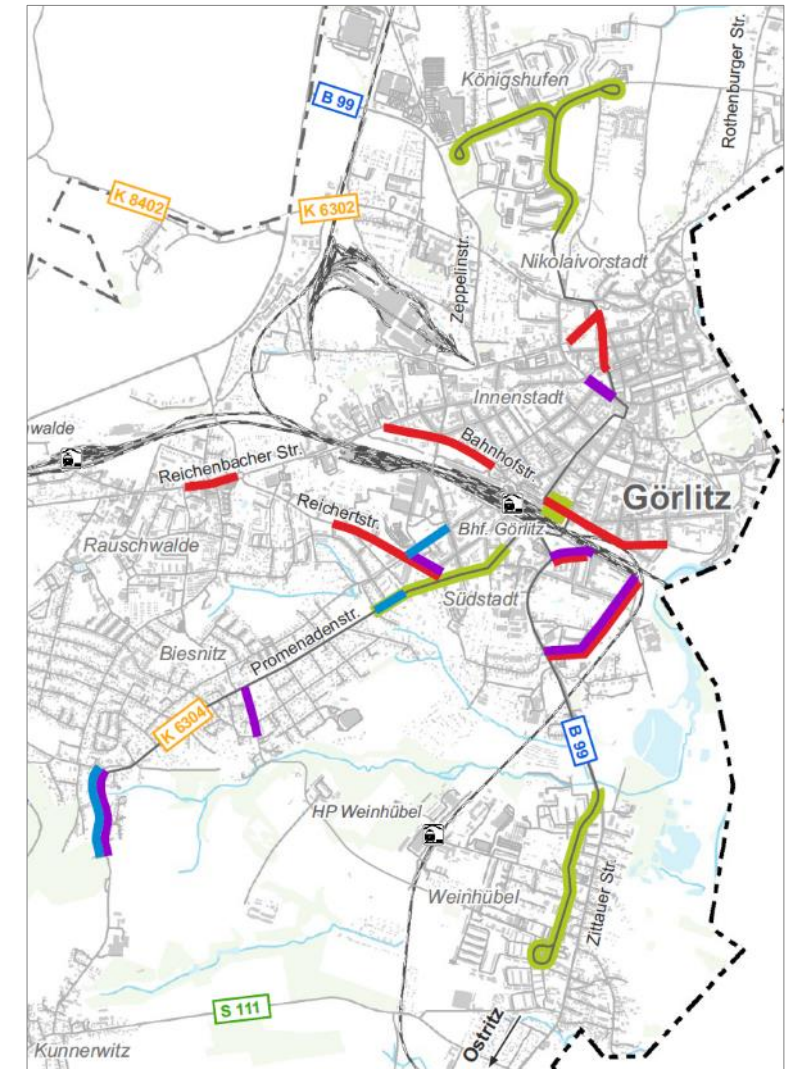 Königshufen
Rothenburger Str.
B 99
K 8402
K 6302
Nikolaivorstadt
Zeppelinstr.
Innenstadt
walde
Bahnhofstr.
Reichenbacher Str.
Görlitz
Reichertstr.
Bhf. Görlitz
Rauschwalde
Südstadt
Promenadenstr.
Biesnitz
K 6304
B 99
HP Weinhübel
Weinhübel
Zittauer Str.
S 111
Ostritz
Kunnerwitz